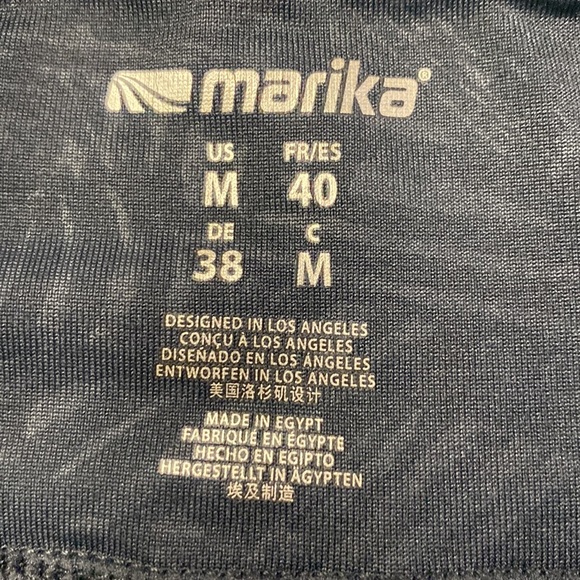 marika®
US FR/ES
M 40
DE C
38 M
DESIGNED IN LOS ANGELES
CONÇU À LOS ANGELES
DISEÑADO EN LOS ANGELES
ENTWORFEN IN LOS ANGELES
美国洛杉矶设计
MADE IN EGYPT
FABRIQUÉ EN ÉGYPTE
HECHO EN EGIPTO
HERGESTELLT IN ÄGYPTEN
埃及制造